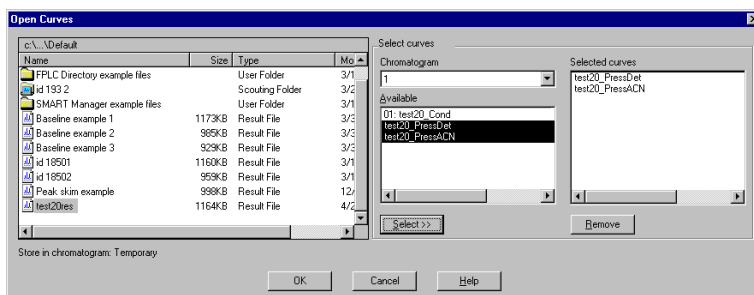 Open Curves
c:\...\Default
Name Size Type Mo
FPLC Directory example files User Folder 3/1
id 193 2 Scouting Folder 3/2
SMART Manager example files User Folder 3/1
Baseline example 1 1173KB Result File 3/3
Baseline example 2 985KB Result File 3/3
Baseline example 3 929KB Result File 3/3
id 18501 1160KB Result File 3/1
id 18502 959KB Result File 3/1
Peak skim example 998KB Result File 12/
test20res 1164KB Result File 4/2
Store in chromatogram: Temporary
Select curves
Chromatogram
1
Available
01: test20_Cond
test20_PressDet
test20_PressACN
Select >>
Selected curves
test20_PressDet
test20_PressACN
Remove
OK Cancel Help